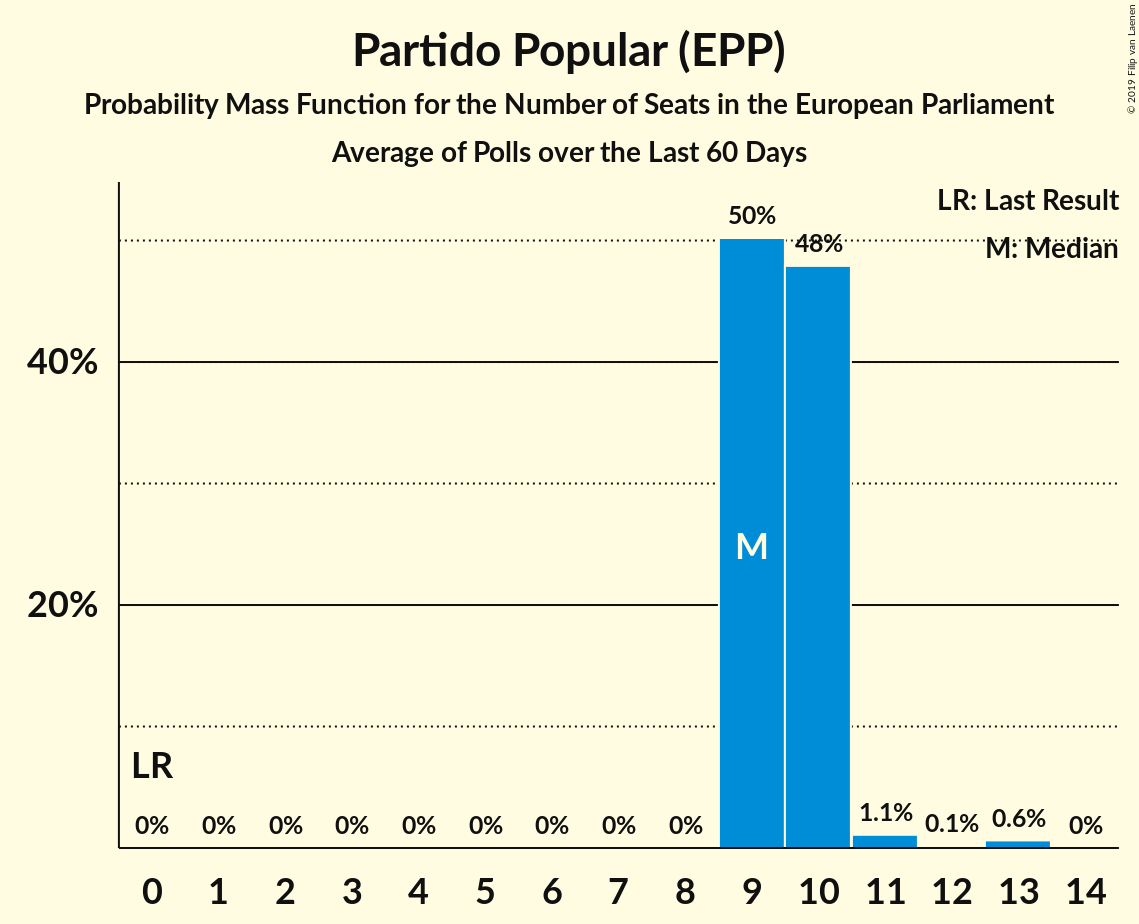 Partido Popular (EPP)
Probability Mass Function for the Number of Seats in the European Parliament
Average of Polls over the Last 60 Days
© 2019 Filip van Laenen
LR: Last Result
M: Median
50%
48%
40%
20%
M
LR
0% 0% 0% 0% 0% 0% 0% 0% 0% 1.1% 0.1% 0.6% 0%
0 1 2 3 4 5 6 7 8 9 10 11 12 13 14